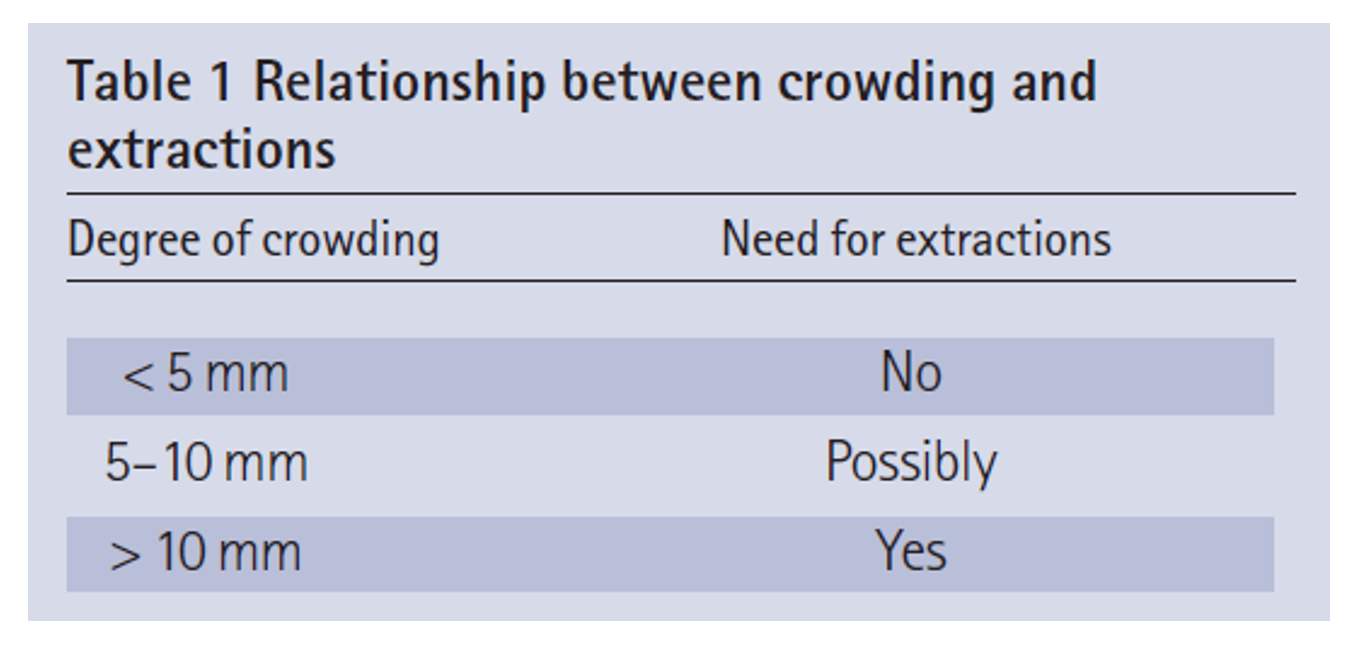 Table 1 Relationship between crowding and
extractions
Degree of crowding Need for extractions
< 5 mm No
5–10 mm Possibly
> 10 mm Yes